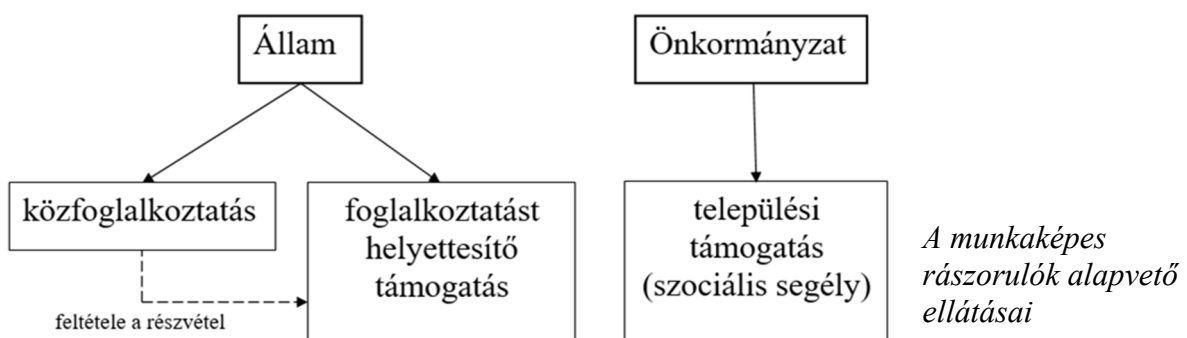 Állam
Önkormányzat
közfoglalkoztatás
foglalkoztatást
helyettesítő
támogatás
települési
támogatás
(szociális segély)
A munkaképes
rászorulók alapvető
ellátásai
feltétele a részvétel